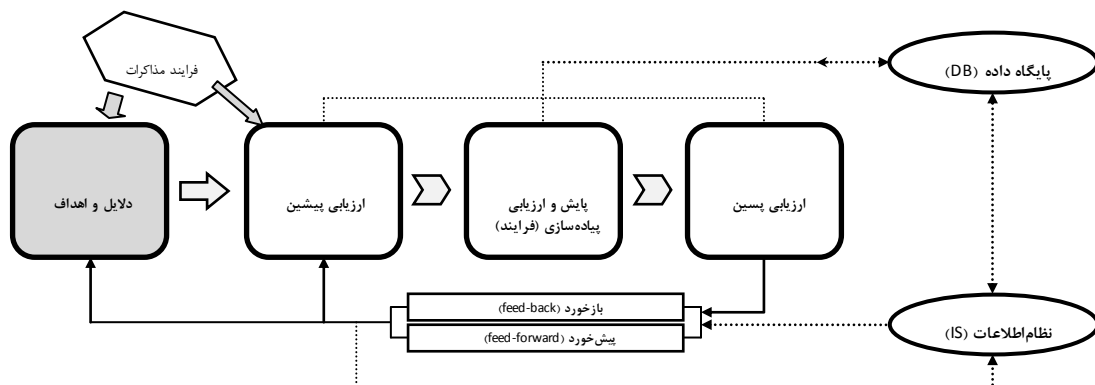 فرایند مذاکرات
پایگاه داده (DB)
دلایل و اهداف
ارزیابی پیشین
پایش و ارزیابی
پیاده‌سازی (فرایند)
ارزیابی پسین
بازخورد (feed-back)
پیش‌خورد (feed-forward)
نظام‌اطلاعات (IS)